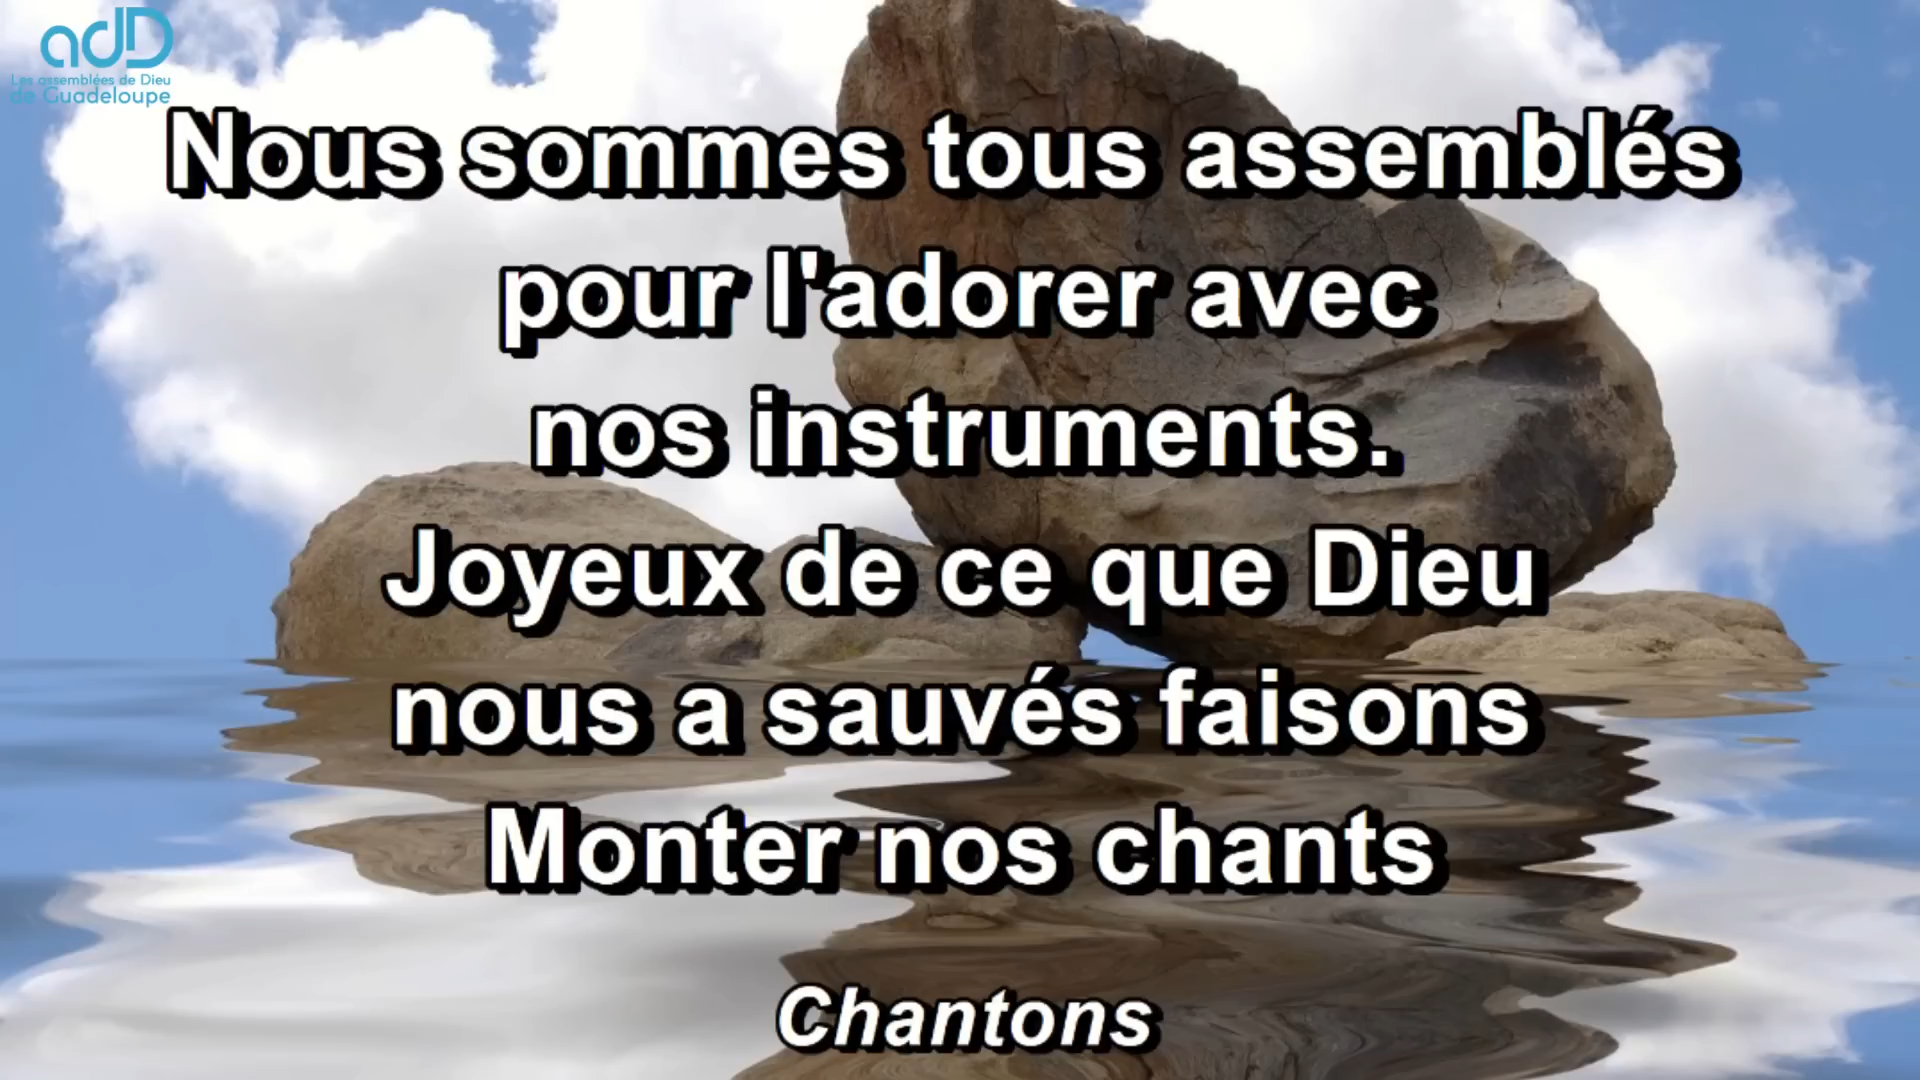 adD
Les assemblées de Dieu
de Guadeloupe
Nous sommes tous assemblés
pour l'adorer avec
nos instruments.
Joyeux de ce que Dieu
nous a sauvés faisons
Monter nos chants
Chantons